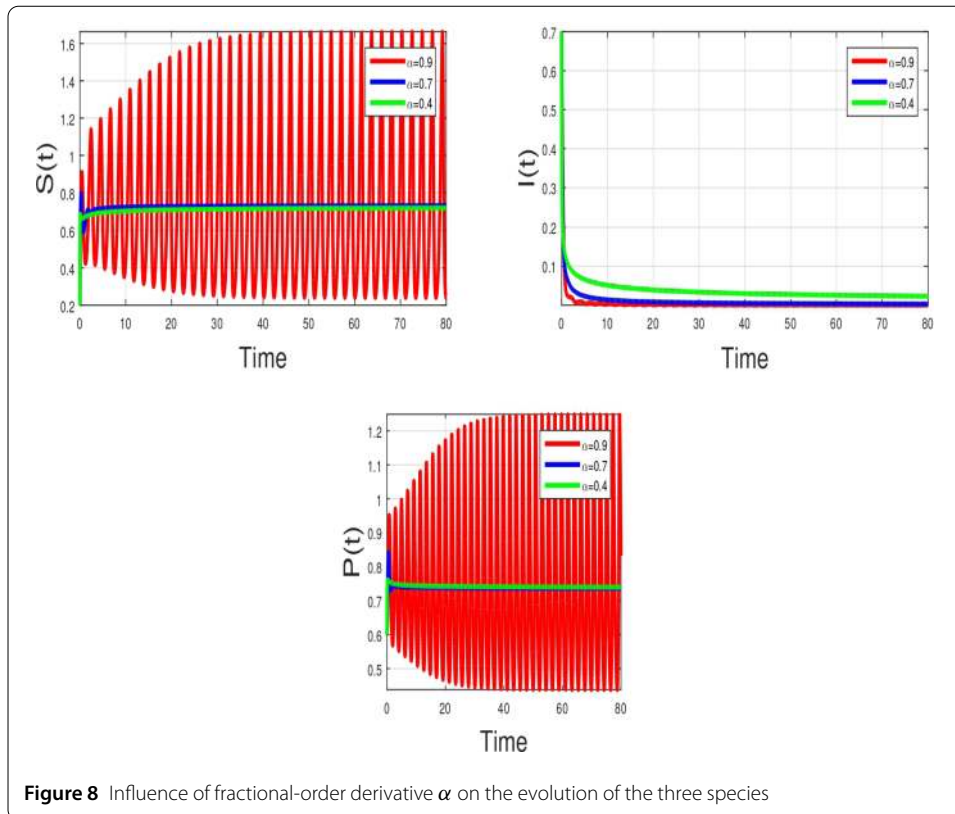 1.6
1.4
1.2
1
0.8
0.6
0.4
0.2
S(t)
0 10 20 30 40 50 60 70 80
Time
α=0.9
α=0.7
α=0.4
0.7
0.6
0.5
0.4
0.3
0.2
0.1
I(t)
0 10 20 30 40 50 60 70 80
Time
α=0.9
α=0.7
α=0.4
1.2
1.1
1
0.9
0.8
0.7
0.6
0.5
P(t)
0 20 40 60 80
Time
α=0.9
α=0.7
α=0.4
Figure 8 Influence of fractional-order derivative α on the evolution of the three species